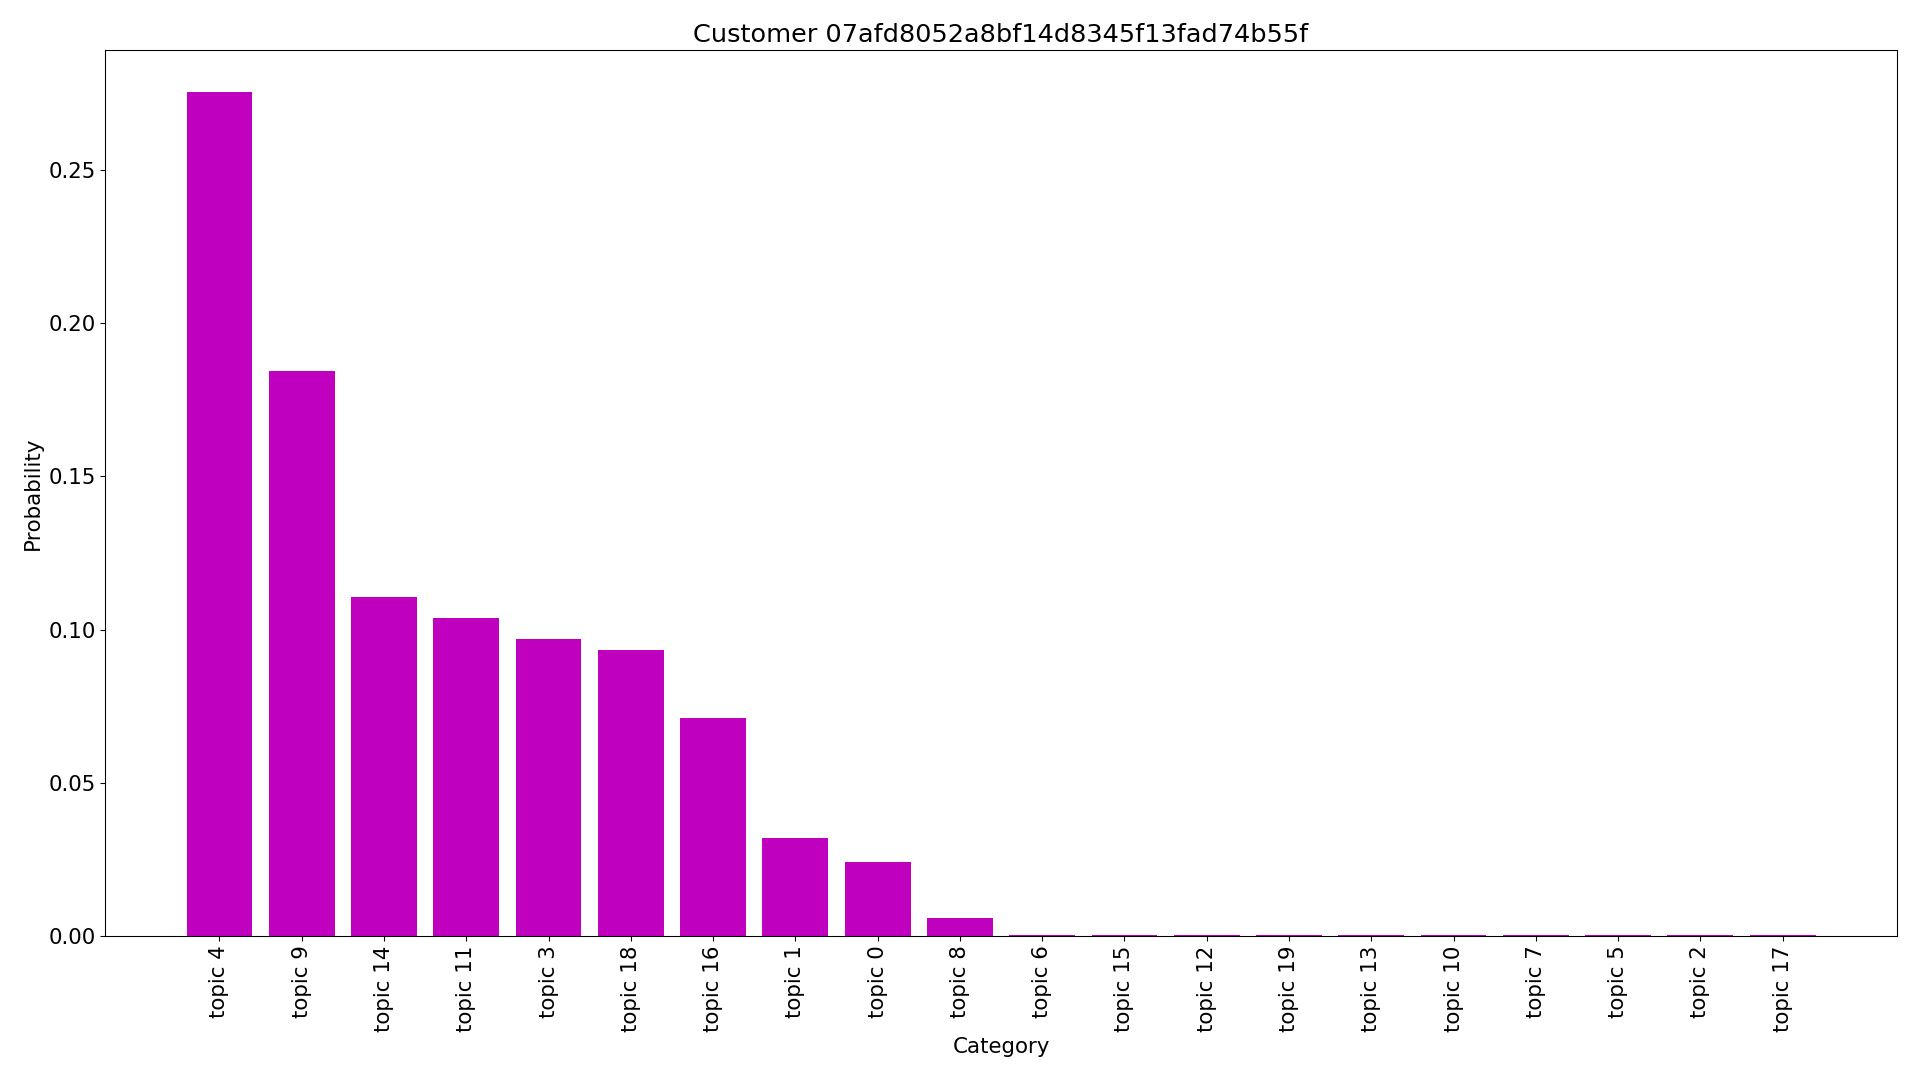 Customer 07afd8052a8bf14d8345f13fad74b55f
Probability
0.25
0.20
0.15
0.10
0.05
0.00
topic 4
topic 9
topic 14
topic 11
topic 3
topic 18
topic 16
topic 1
topic 0
topic 8
topic 6
topic 15
topic 12
topic 19
topic 13
topic 10
topic 7
topic 5
topic 2
topic 17
Category